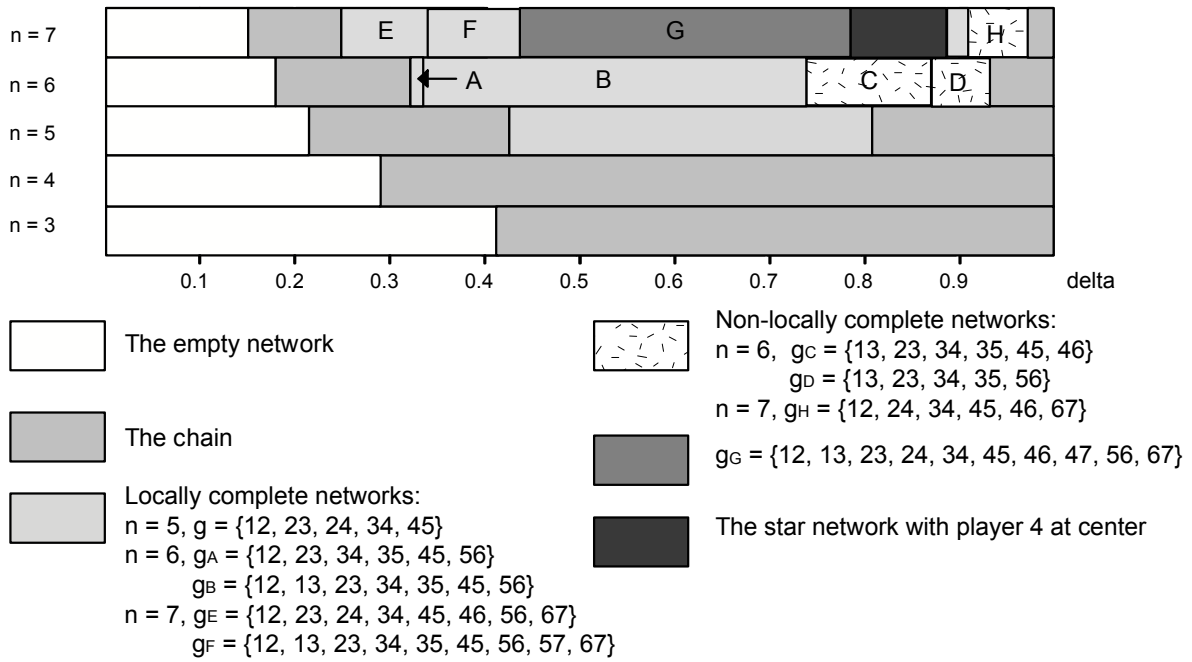 n = 7
E
F
G
H
n = 6
A
B
C
D
n = 5
n = 4
n = 3
0.1 0.2 0.3 0.4 0.5 0.6 0.7 0.8 0.9 delta
The empty network
The chain
Locally complete networks:
n = 5, g = {12, 23, 24, 34, 45}
n = 6, gA = {12, 23, 34, 35, 45, 56}
gB = {12, 13, 23, 34, 35, 45, 56}
n = 7, gE = {12, 23, 24, 34, 45, 46, 56, 67}
gF = {12, 13, 23, 34, 35, 45, 56, 57, 67}
Non-locally complete networks:
n = 6, gC = {13, 23, 34, 35, 45, 46}
gD = {13, 23, 34, 35, 56}
n = 7, gH = {12, 24, 34, 45, 46, 67}
gG = {12, 13, 23, 24, 34, 45, 46, 47, 56, 67}
The star network with player 4 at center